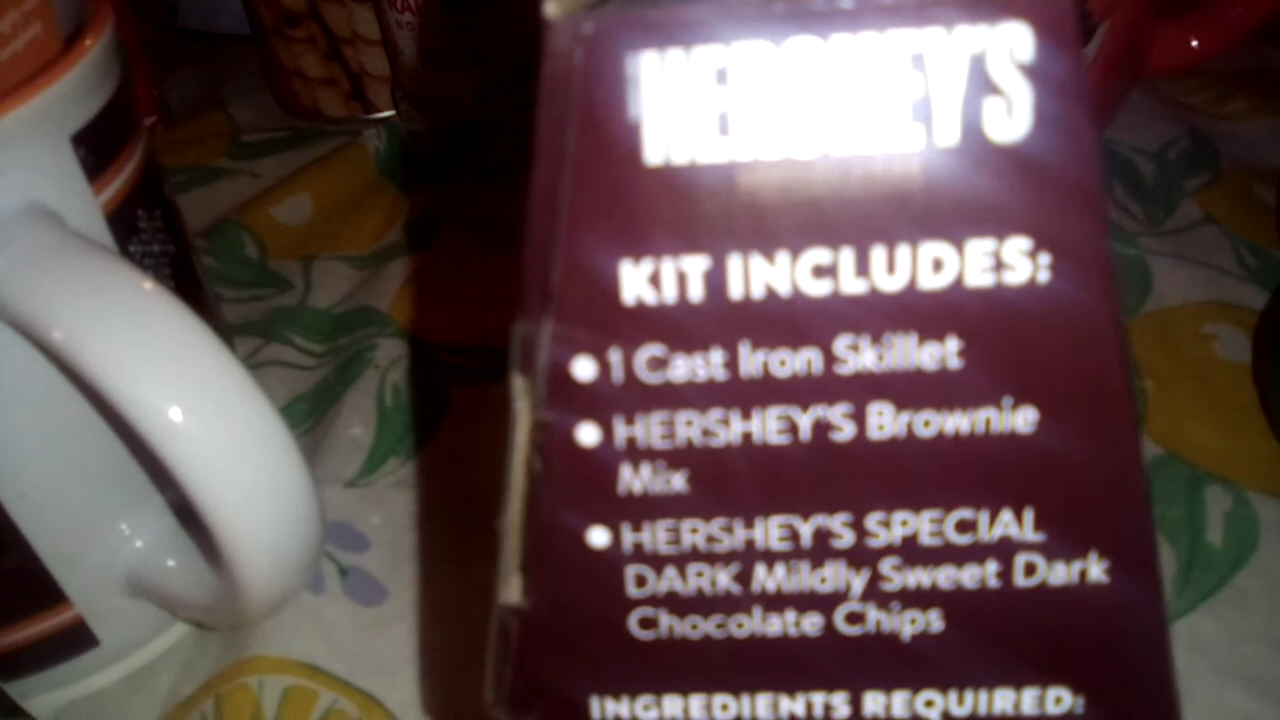 HERSHEY'S
KIT INCLUDES:
• 1 Cast Iron Skillet
• HERSHEY'S Brownie
Mix
• HERSHEY'S SPECIAL
DARK Mildly Sweet Dark
Chocolate Chips
INGREDIENTS REQUIRED: